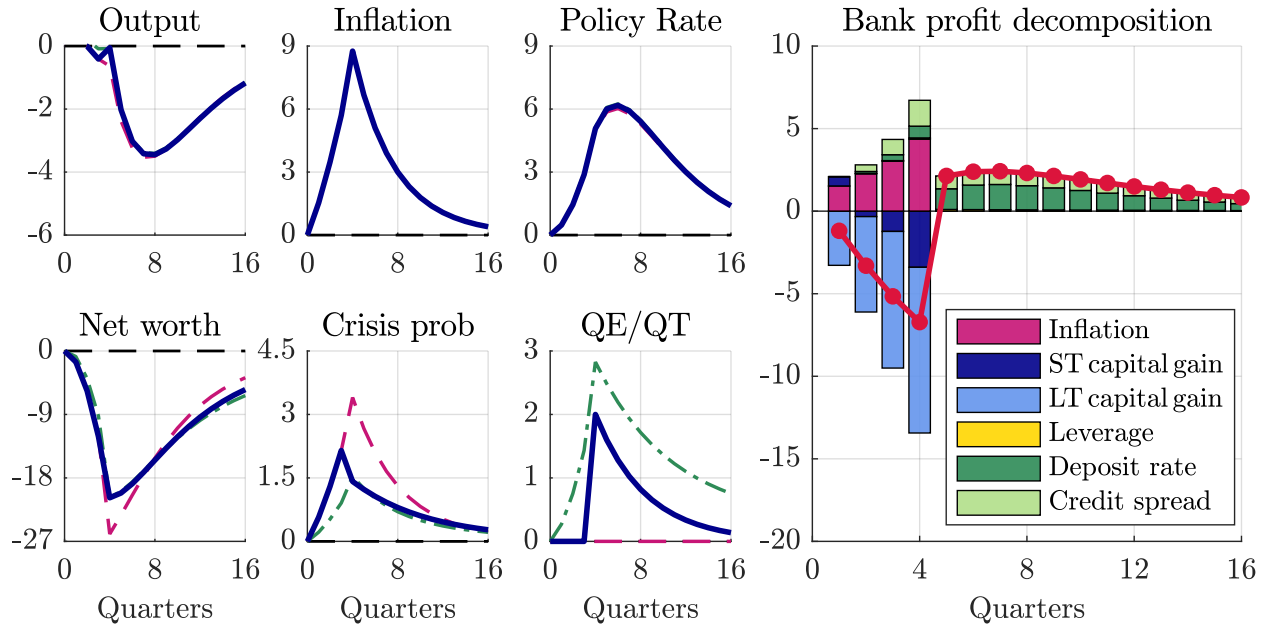 Output
0
-2
-4
-6
0 8 16
Inflation
9
6
3
0
0 8 16
Policy Rate
9
6
3
0
0 8 16
Net worth
0
-9
-18
-27
0 8 16
Quarters
Crisis prob
4.5
3
1.5
0
0 8 16
Quarters
QE/QT
3
2
1
0
0 8 16
Quarters
Bank profit decomposition
10
5
0
-5
-10
-15
-20
0 4 8 12 16
Quarters
Inflation
ST capital gain
LT capital gain
Leverage
Deposit rate
Credit spread